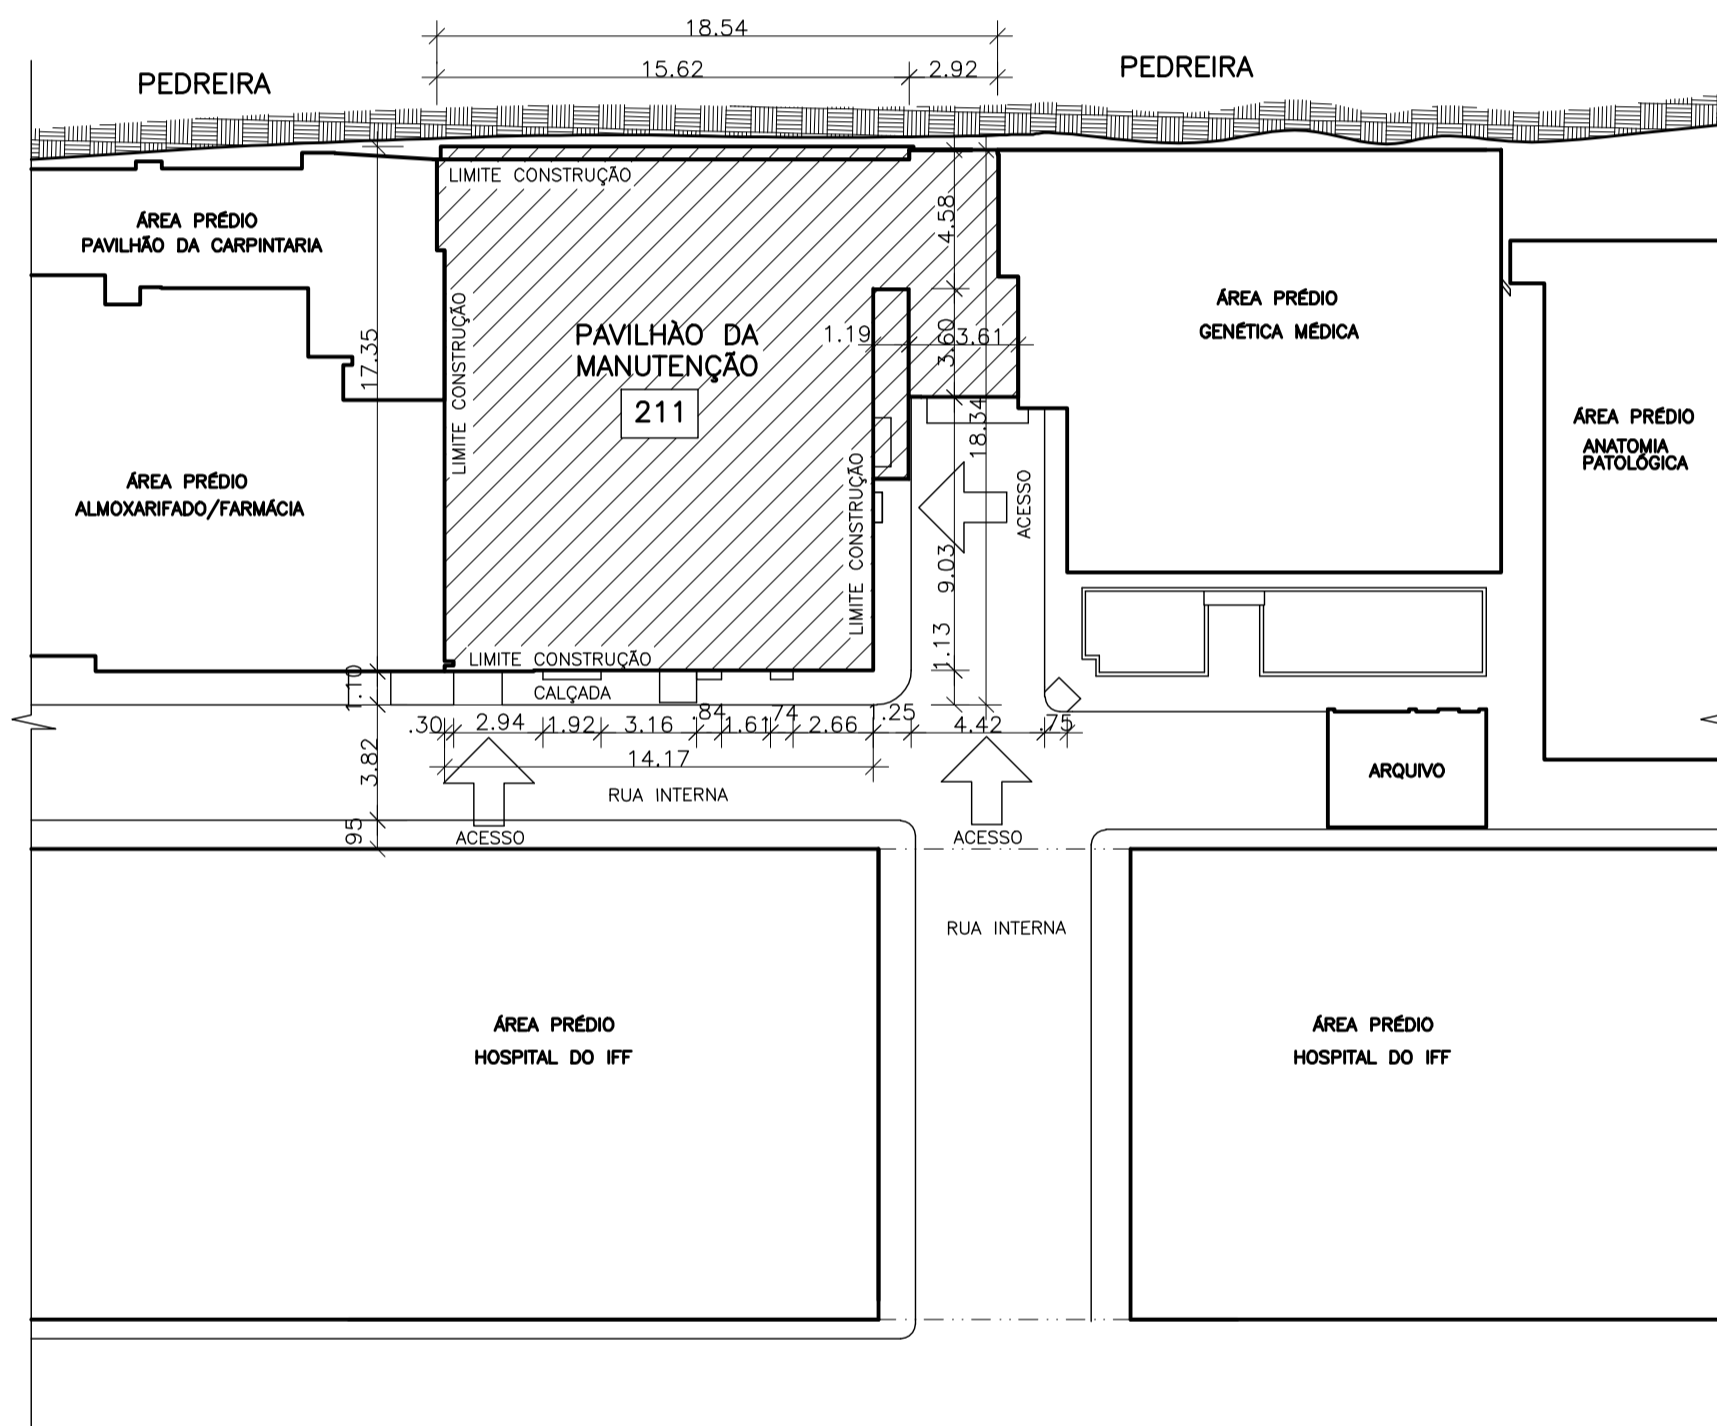 18.54
15.62
2.92
PEDREIRA
PEDREIRA
LIMITE CONSTRUÇÃO
ÁREA PRÉDIO
PAVILHÃO DA CARPINTARIA
4.58
ÁREA PRÉDIO
GENÉTICA MÉDICA
LIMITE CONSTRUÇÃO
17.35
PAVILHÀO DA
MANUTENÇÃO
211
1.19
3.60
3.61
18.34
ÁREA PRÉDIO
ANATOMIA
PATOLÓGICA
ÁREA PRÉDIO
ALMOXARIFADO/FARMÁCIA
LIMITE CONSTRUÇÃO
ACESSO
9.03
1.13
LIMITE CONSTRUÇÃO
1.10
CALÇADA
.30
2.94
1.92
3.16
.84
1.61
.74
2.66
1.25
4.42
.75
14.17
3.82
RUA INTERNA
ARQUIVO
95
ACESSO
ACESSO
RUA INTERNA
ÁREA PRÉDIO
HOSPITAL DO IFF
ÁREA PRÉDIO
HOSPITAL DO IFF